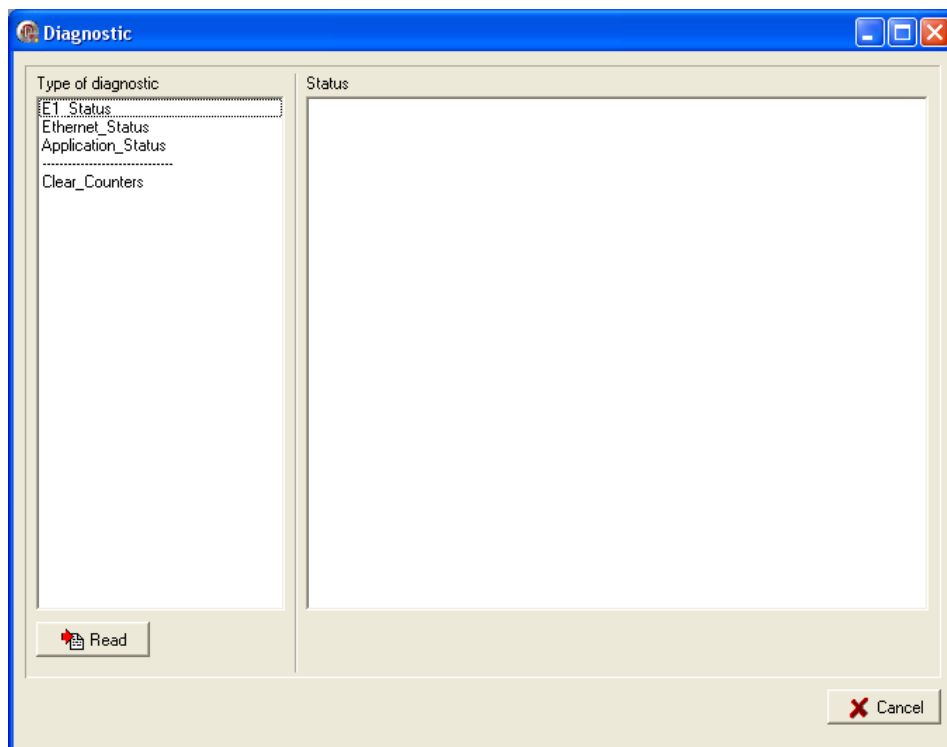 Diagnostic
Type of diagnostic
E1_Status
Ethernet_Status
Application_Status
------------------------------
Clear_Counters
Status
Read
Cancel